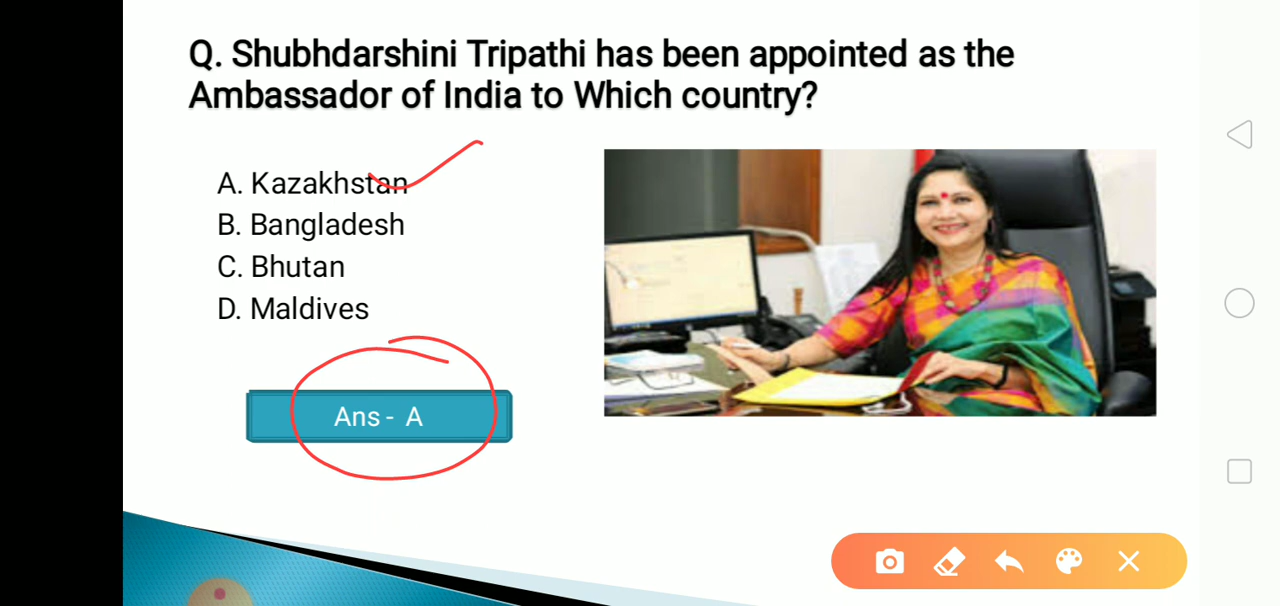 Q. Shubhdarshini Tripathi has been appointed as the
Ambassador of India to Which country?
A. Kazakhstan
B. Bangladesh
C. Bhutan
D. Maldives
Ans - A